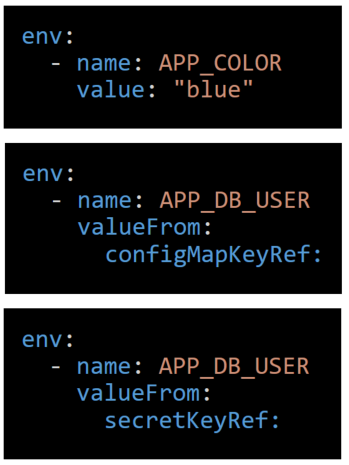 env:
  - name: APP_COLOR
    value: "blue"
env:
  - name: APP_DB_USER
    valueFrom:
      configMapKeyRef:
env:
  - name: APP_DB_USER
    valueFrom:
      secretKeyRef: